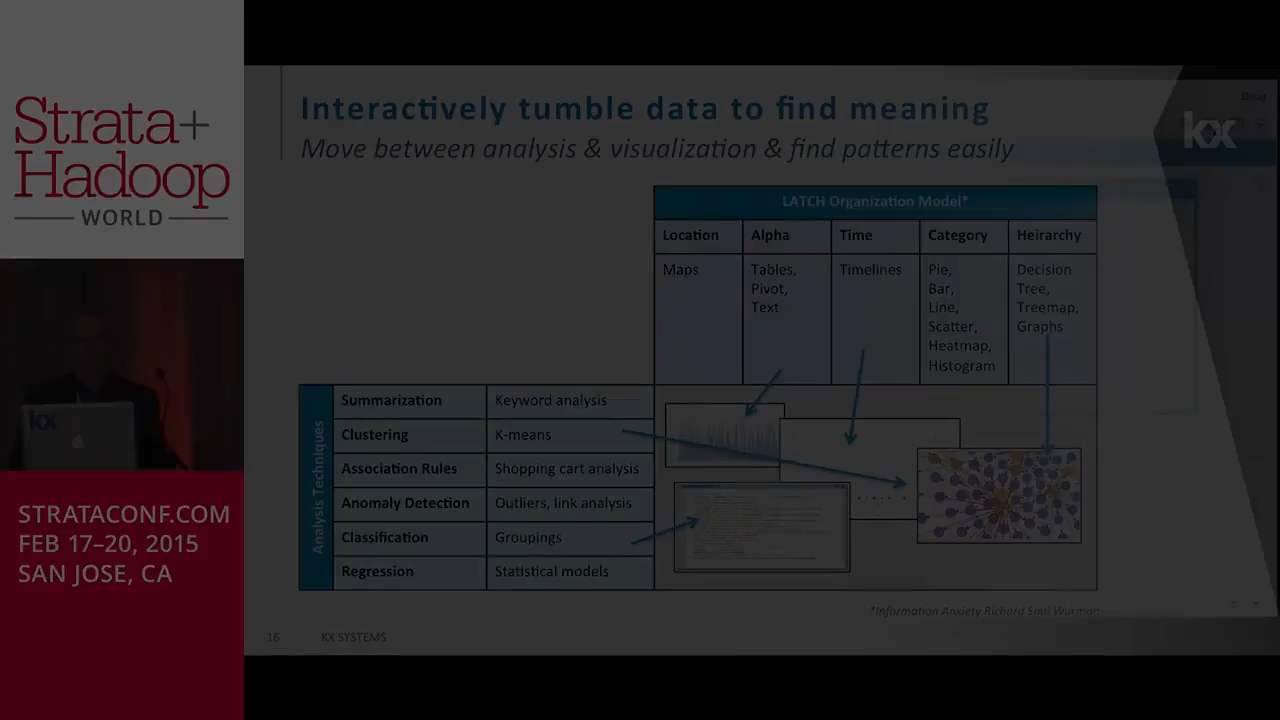 Strata+
Hadoop
WORLD
STRATACONF.COM
FEB 17–20, 2015
SAN JOSE, CA
kx
Interactively tumble data to find meaning
Move between analysis & visualization & find patterns easily
kx
LATCH Organization Model*
Location Alpha Time Category Heirarchy
Maps
Tables,
Pivot,
Text
Timelines
Pie,
Bar,
Line,
Scatter,
Heatmap,
Histogram
Decision
Tree,
Treemap,
Graphs
Analysis Techniques
Summarization Keyword analysis
Clustering K-means
Association Rules Shopping cart analysis
Anomaly Detection Outliers, link analysis
Classification Groupings
Regression Statistical models
*Information Anxiety Richard Saul Wurman
16 KX SYSTEMS